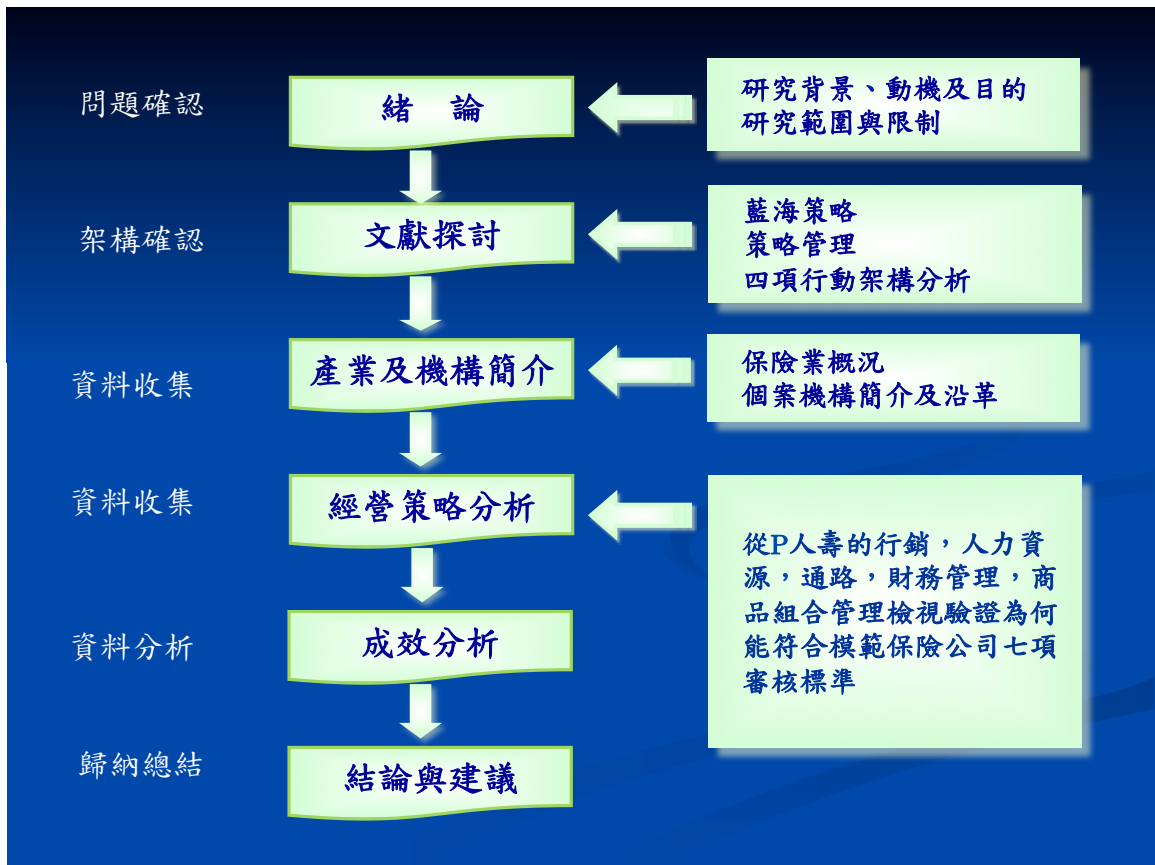 問題確認
緒 論
研究背景、動機及目的
研究範圍與限制
架構確認
文獻探討
藍海策略
策略管理
四項行動架構分析
資料收集
產業及機構簡介
保險業概況
個案機構簡介及沿革
資料收集
經營策略分析
從P人壽的行銷，人力資
源，通路，財務管理，商
品組合管理檢視驗證為何
能符合模範保險公司七項
審核標準
資料分析
成效分析
歸納總結
結論與建議